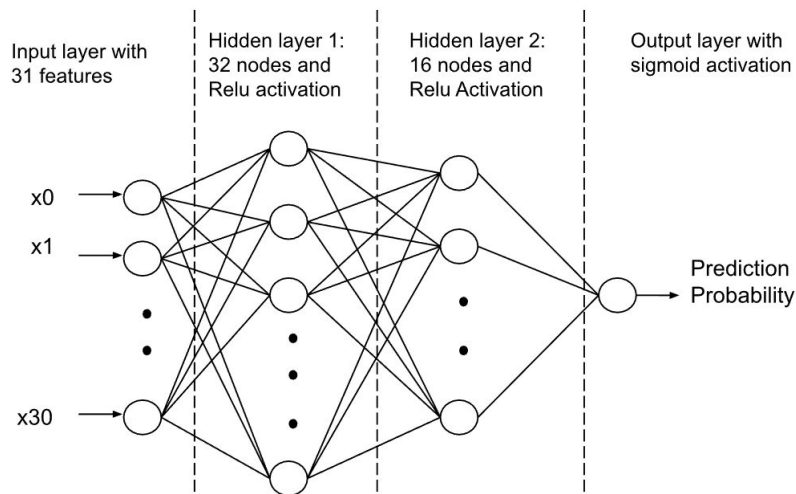 Input layer with
31 features
Hidden layer 1:
32 nodes and
Relu activation
Hidden layer 2:
16 nodes and
Relu Activation
Output layer with
sigmoid activation
x0
x1
x30
Prediction
Probability